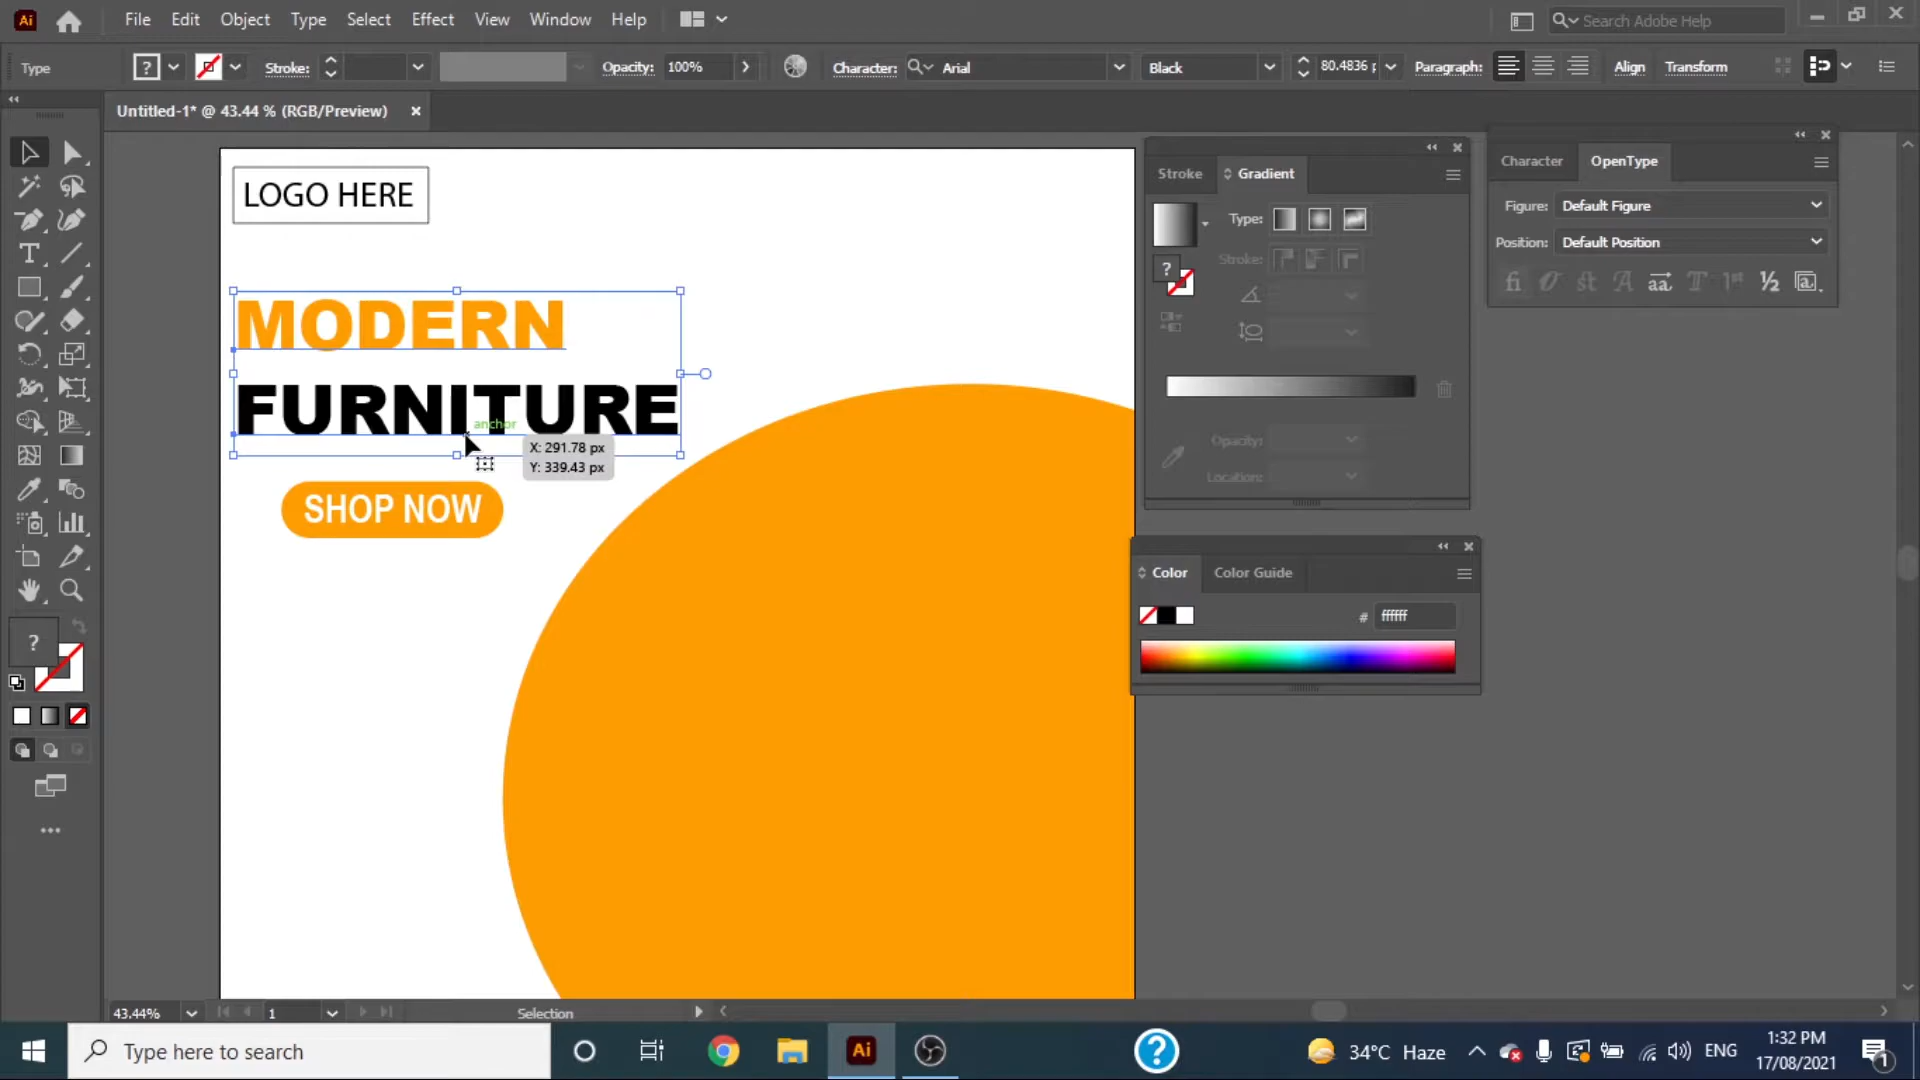 Ai File Edit Object Type Select Effect View Window Help Search Adobe Help
Type ? Stroke: Opacity: 100% Character: Arial Black 80.4836 p Paragraph: Align Transform
Untitled-1* @ 43.44 % (RGB/Preview)
LOGO HERE
MODERN
FURNITURE
anchor
X: 291.78 px
Y: 339.43 px
SHOP NOW
Stroke Gradient
Type:
Stroke:
?
Opacity:
Location:
Color Color Guide
# ffffff
Character OpenType
Figure: Default Figure
Position: Default Position
?
43.44% 1 Selection
Type here to search
Ai
?
34°C Haze ENG
1:32 PM
17/08/2021
1